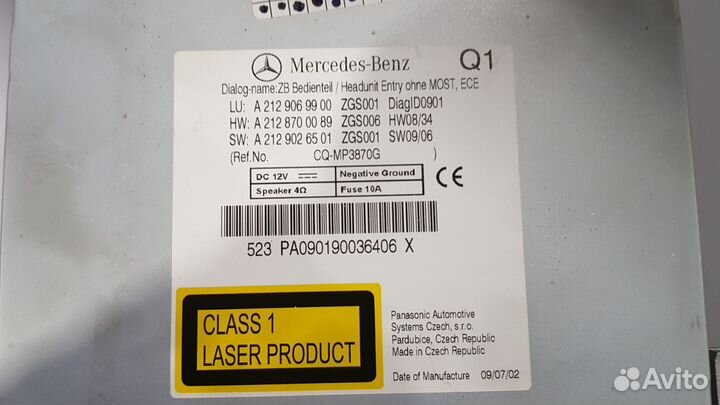 Mercedes-Benz Q1
Dialog-name:ZB Bedienteil / Headunit Entry ohne MOST, ECE
LU: A 212 906 99 00 ZGS001 DiagID0901
HW: A 212 870 00 89 ZGS006 HW08/34
SW: A 212 902 65 01 ZGS001 SW09/06
(Ref.No. CQ-MP3870G )
DC 12V Negative Ground
Speaker 4Ω Fuse 10A
CE
523 PA090190036406 X
CLASS 1
LASER PRODUCT
Panasonic Automotive
Systems Czech, s.r.o.
Pardubice, Czech Republic
Made in Czech Republic
Date of Manufacture 09/07/02
Avito